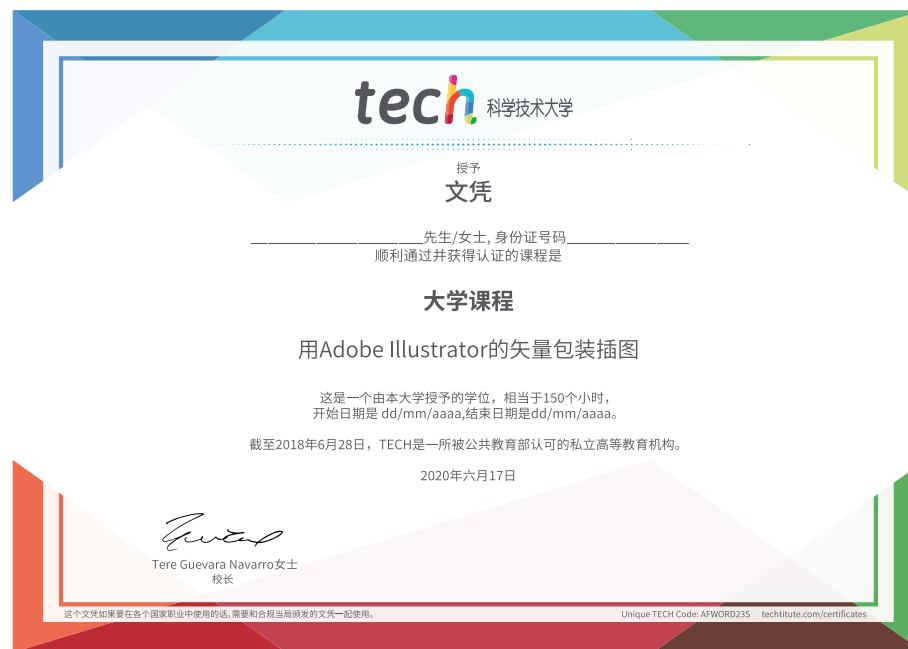 tech 科学技术大学
授予
文凭
______________________先生/女士, 身份证号码________________
顺利通过并获得认证的课程是
大学课程
用Adobe Illustrator的矢量包装插图
这是一个由本大学授予的学位，相当于150个小时，
开始日期是 dd/mm/aaaa,结束日期是dd/mm/aaaa。
截至2018年6月28日，TECH是一所被公共教育部认可的私立高等教育机构。
2020年六月17日
Tere Guevara Navarro女士
校长
这个文凭如果要在各个国家职业中使用的话,需要和合规当局颁发的文凭一起使用。
Unique TECH Code: AFWORD23S techtitute.com/certificates